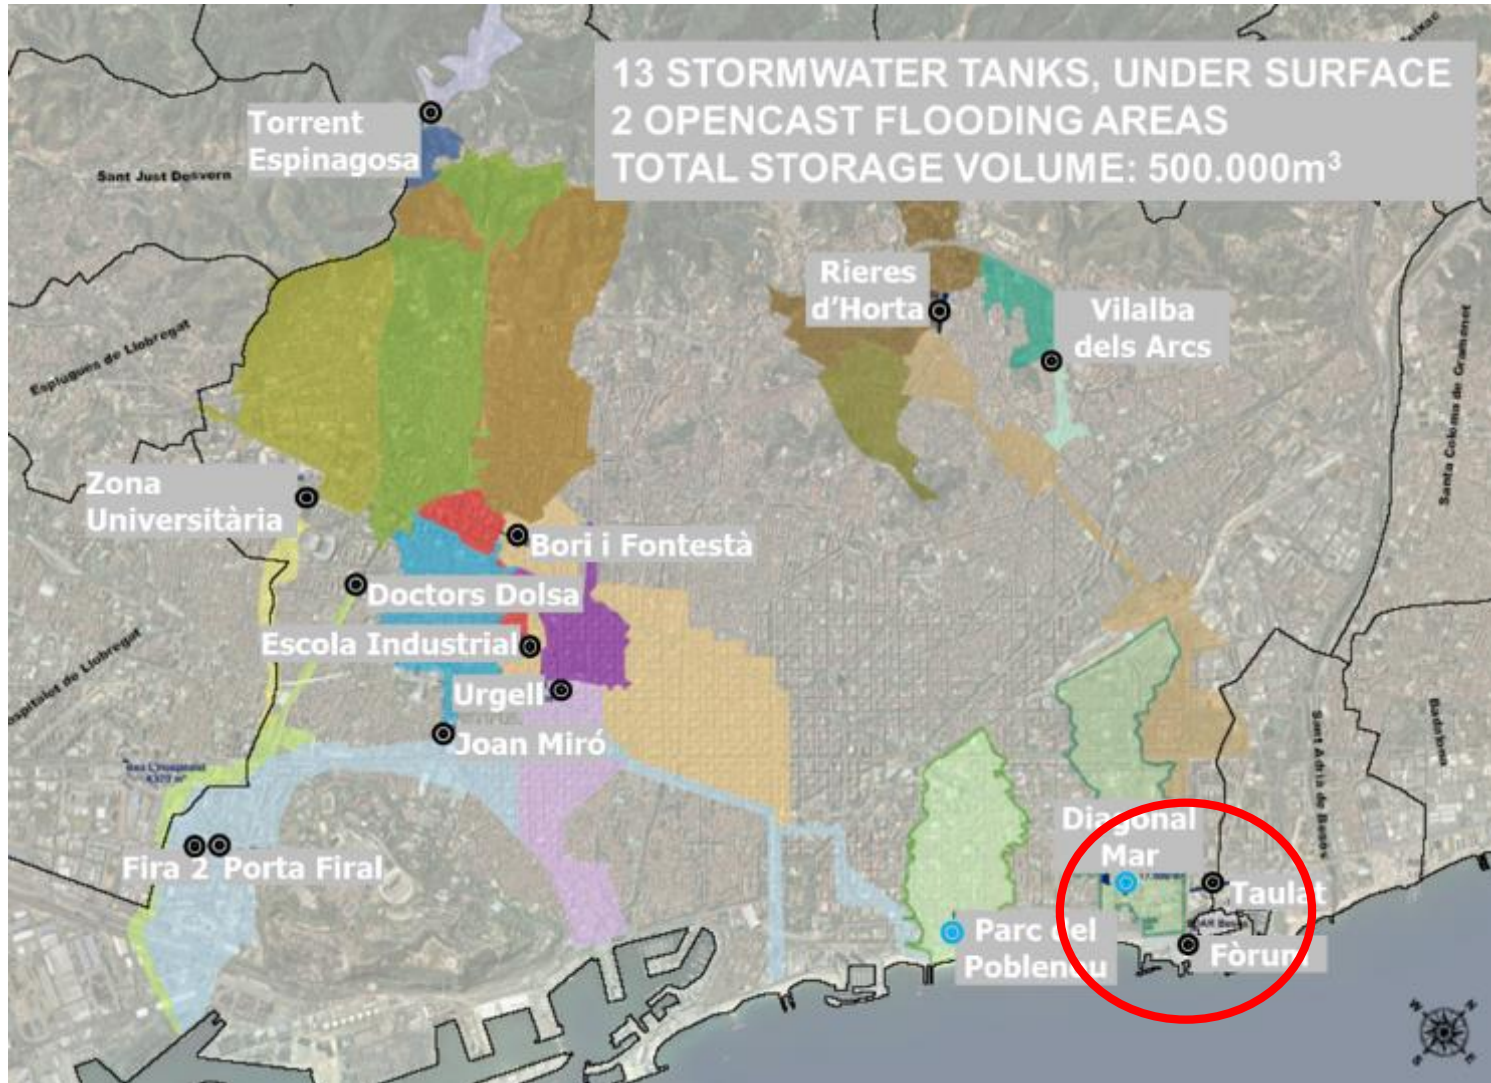 13 STORMWATER TANKS, UNDER SURFACE
2 OPENCAST FLOODING AREAS
TOTAL STORAGE VOLUME: 500.000m³
Torrent
Espinagosa
Sant Just Desvern
Rieres
d'Horta
Vilalba
dels Arcs
Esplugues de Llobregat
Santa Coloma de Gramenet
Zona
Universitària
Bori i Fontestà
Doctors Dolsa
Escola Industrial
Urgell
Joan Miró
ospitalet de Llobregat
Sant Adrià de Besòs
Badalona
Fira 2
Porta Firal
Diagonal
Mar
Taulat
Parc del
Poblenou
Fòrum
N
E
S